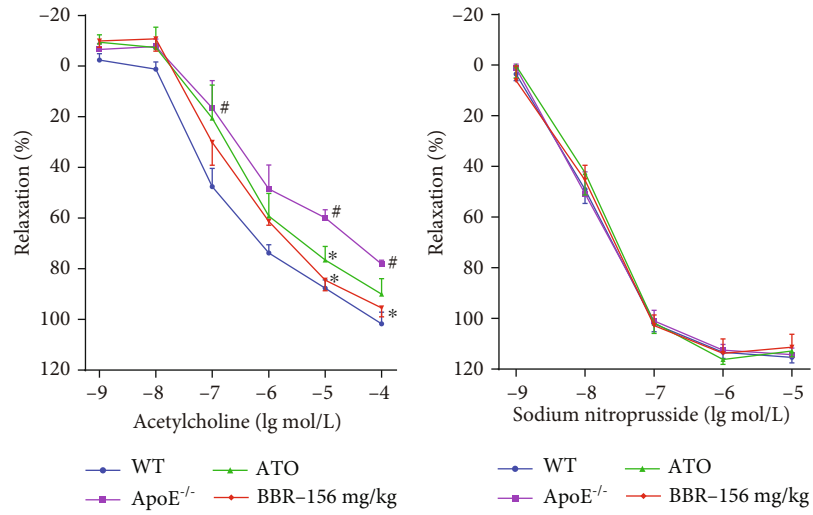 −20
0
20
40
60
80
100
120
Relaxation (%)
#
#
#
*
*
*
−9 −8 −7 −6 −5 −4
Acetylcholine (lg mol/L)
WT ATO
ApoE-/- BBR−156 mg/kg
−20
0
20
40
60
80
100
120
Relaxation (%)
−9 −8 −7 −6 −5
Sodium nitroprusside (lg mol/L)
WT ATO
ApoE-/- BBR−156 mg/kg